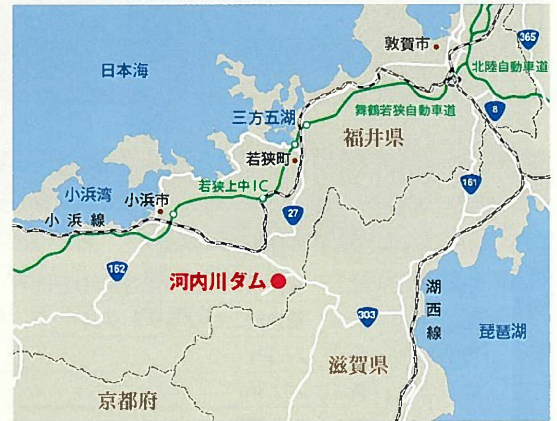 敦賀市
365
日本海
北陸自動車道
舞鶴若狭自動車道
8
三方五湖
福井県
若狭町
161
若狭上中IC
小浜湾
小浜市
27
小浜線
162
河内川ダム
湖西線
303
琵琶湖
滋賀県
京都府